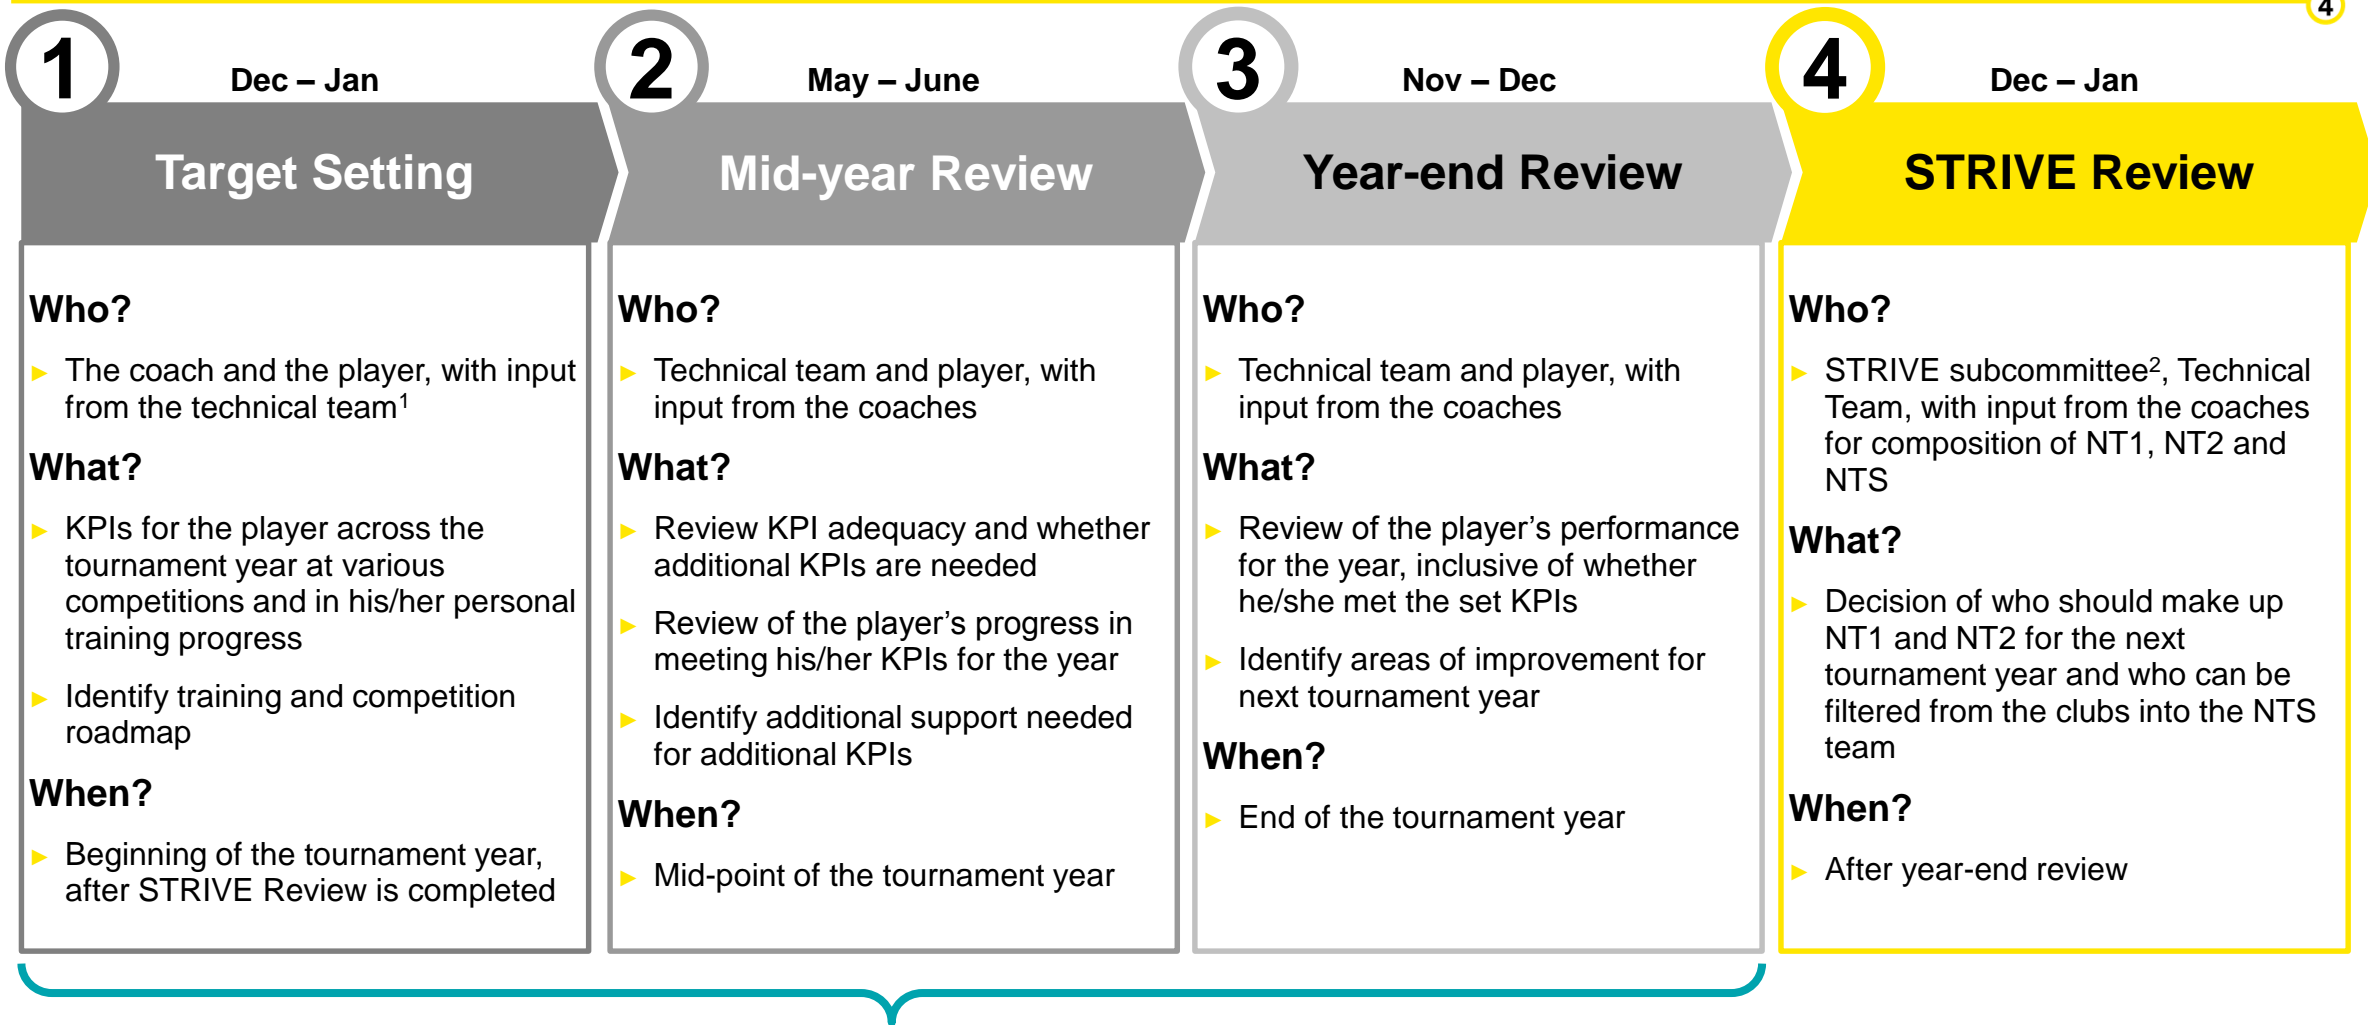 4
1
Dec – Jan
Target Setting
Who?
► The coach and the player, with input
from the technical team¹
What?
► KPIs for the player across the
tournament year at various
competitions and in his/her personal
training progress
► Identify training and competition
roadmap
When?
► Beginning of the tournament year,
after STRIVE Review is completed
2
May – June
Mid-year Review
Who?
► Technical team and player, with
input from the coaches
What?
► Review KPI adequacy and whether
additional KPIs are needed
► Review of the player’s progress in
meeting his/her KPIs for the year
► Identify additional support needed
for additional KPIs
When?
► Mid-point of the tournament year
3
Nov – Dec
Year-end Review
Who?
► Technical team and player, with
input from the coaches
What?
► Review of the player’s performance
for the year, inclusive of whether
he/she met the set KPIs
► Identify areas of improvement for
next tournament year
When?
► End of the tournament year
4
Dec – Jan
STRIVE Review
Who?
► STRIVE subcommittee², Technical
Team, with input from the coaches
for composition of NT1, NT2 and
NTS
What?
► Decision of who should make up
NT1 and NT2 for the next
tournament year and who can be
filtered from the clubs into the NTS
team
When?
► After year-end review